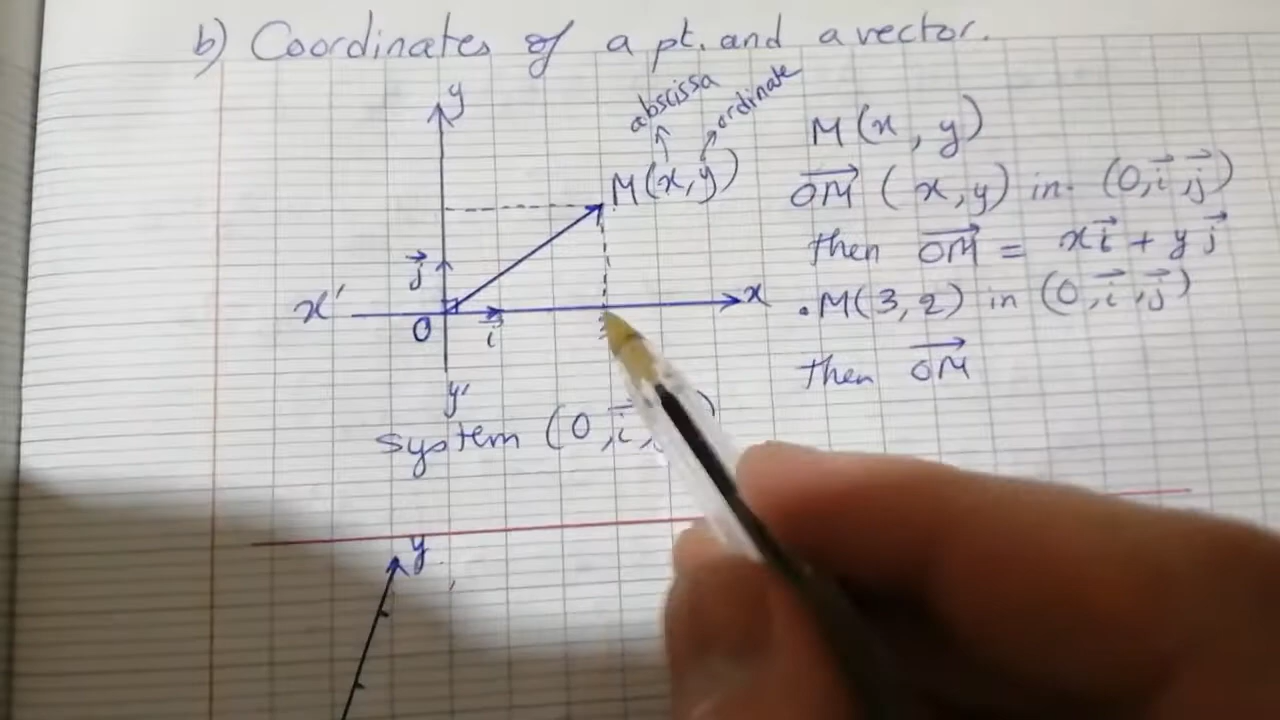 b) Coordinates of a pt. and a vector.
y
abscissa
ordinate
M(x,y)
j⃗
x'
O
i⃗
x
y'
system (O, i⃗,
M(x, y)
OM⃗ (x,y) in (O, i⃗, j⃗)
then OM⃗ = xi⃗ + yj⃗
. M(3, 2) in (O, i⃗, j⃗)
then OM⃗
y